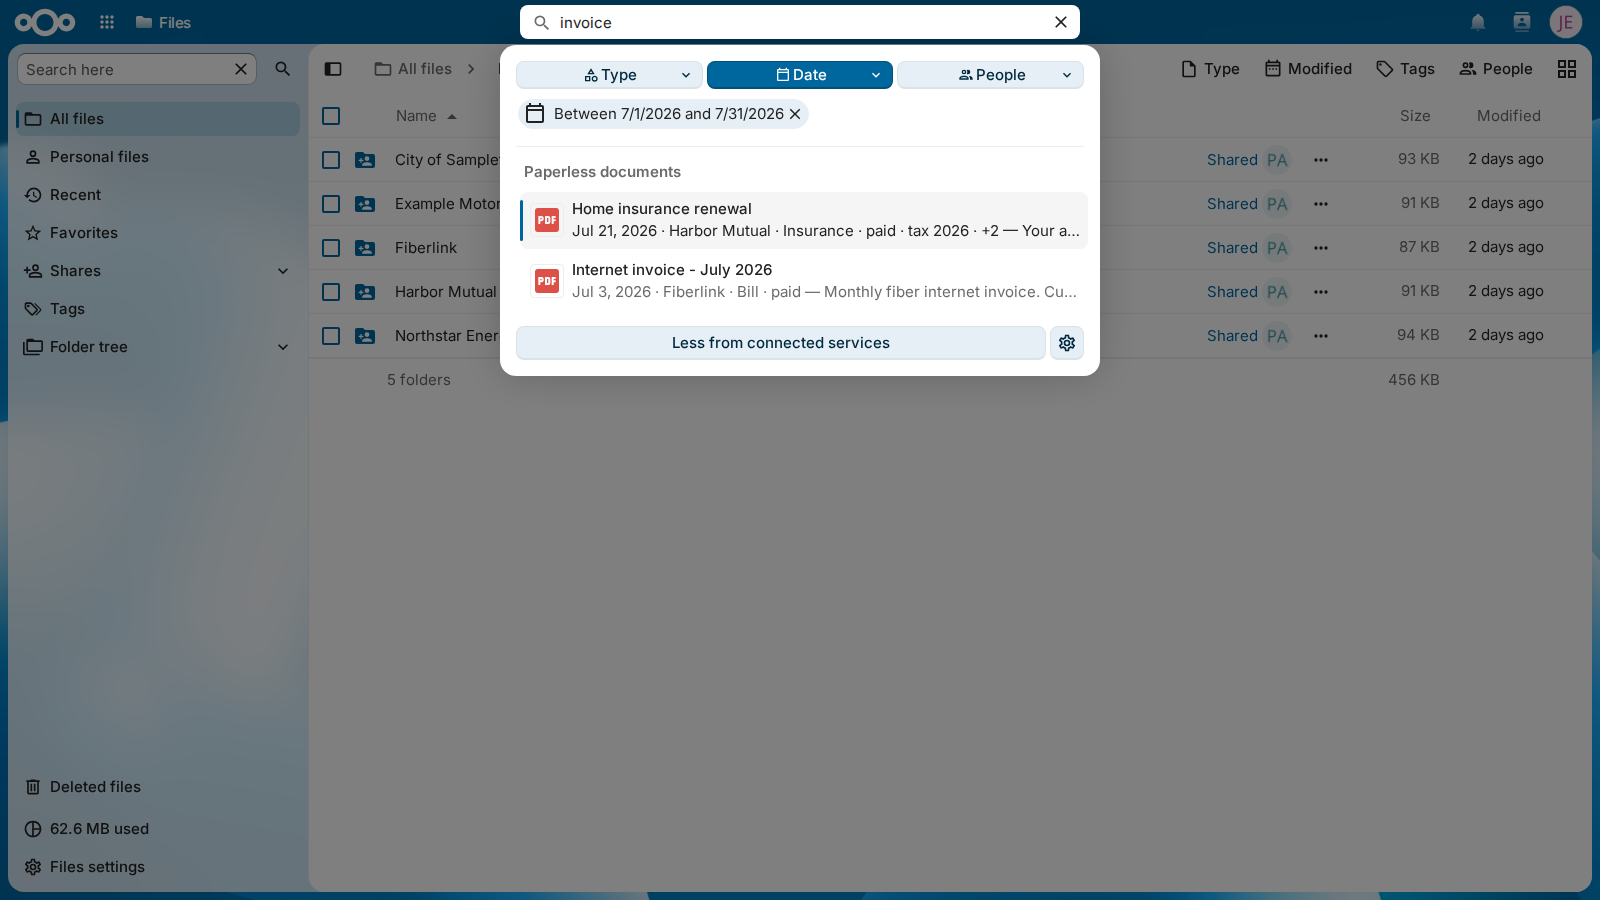 Files
invoice
Search here
All files
Type
Modified
Tags
People
Type
Date
People
Between 7/1/2026 and 7/31/2026
All files
Name
Size
Modified
Personal files
City of Sample
Shared
PA
93 KB
2 days ago
Paperless documents
Recent
Example Motor
Shared
PA
91 KB
2 days ago
Home insurance renewal
Jul 21, 2026 · Harbor Mutual · Insurance · paid · tax 2026 · +2 — Your a...
Favorites
Fiberlink
Shared
PA
87 KB
2 days ago
Internet invoice - July 2026
Jul 3, 2026 · Fiberlink · Bill · paid — Monthly fiber internet invoice. Cu...
Shares
Tags
Harbor Mutual
Shared
PA
91 KB
2 days ago
Folder tree
Northstar Ener
Shared
PA
94 KB
2 days ago
Less from connected services
5 folders
456 KB
PDF
PDF
JE
Deleted files
62.6 MB used
Files settings